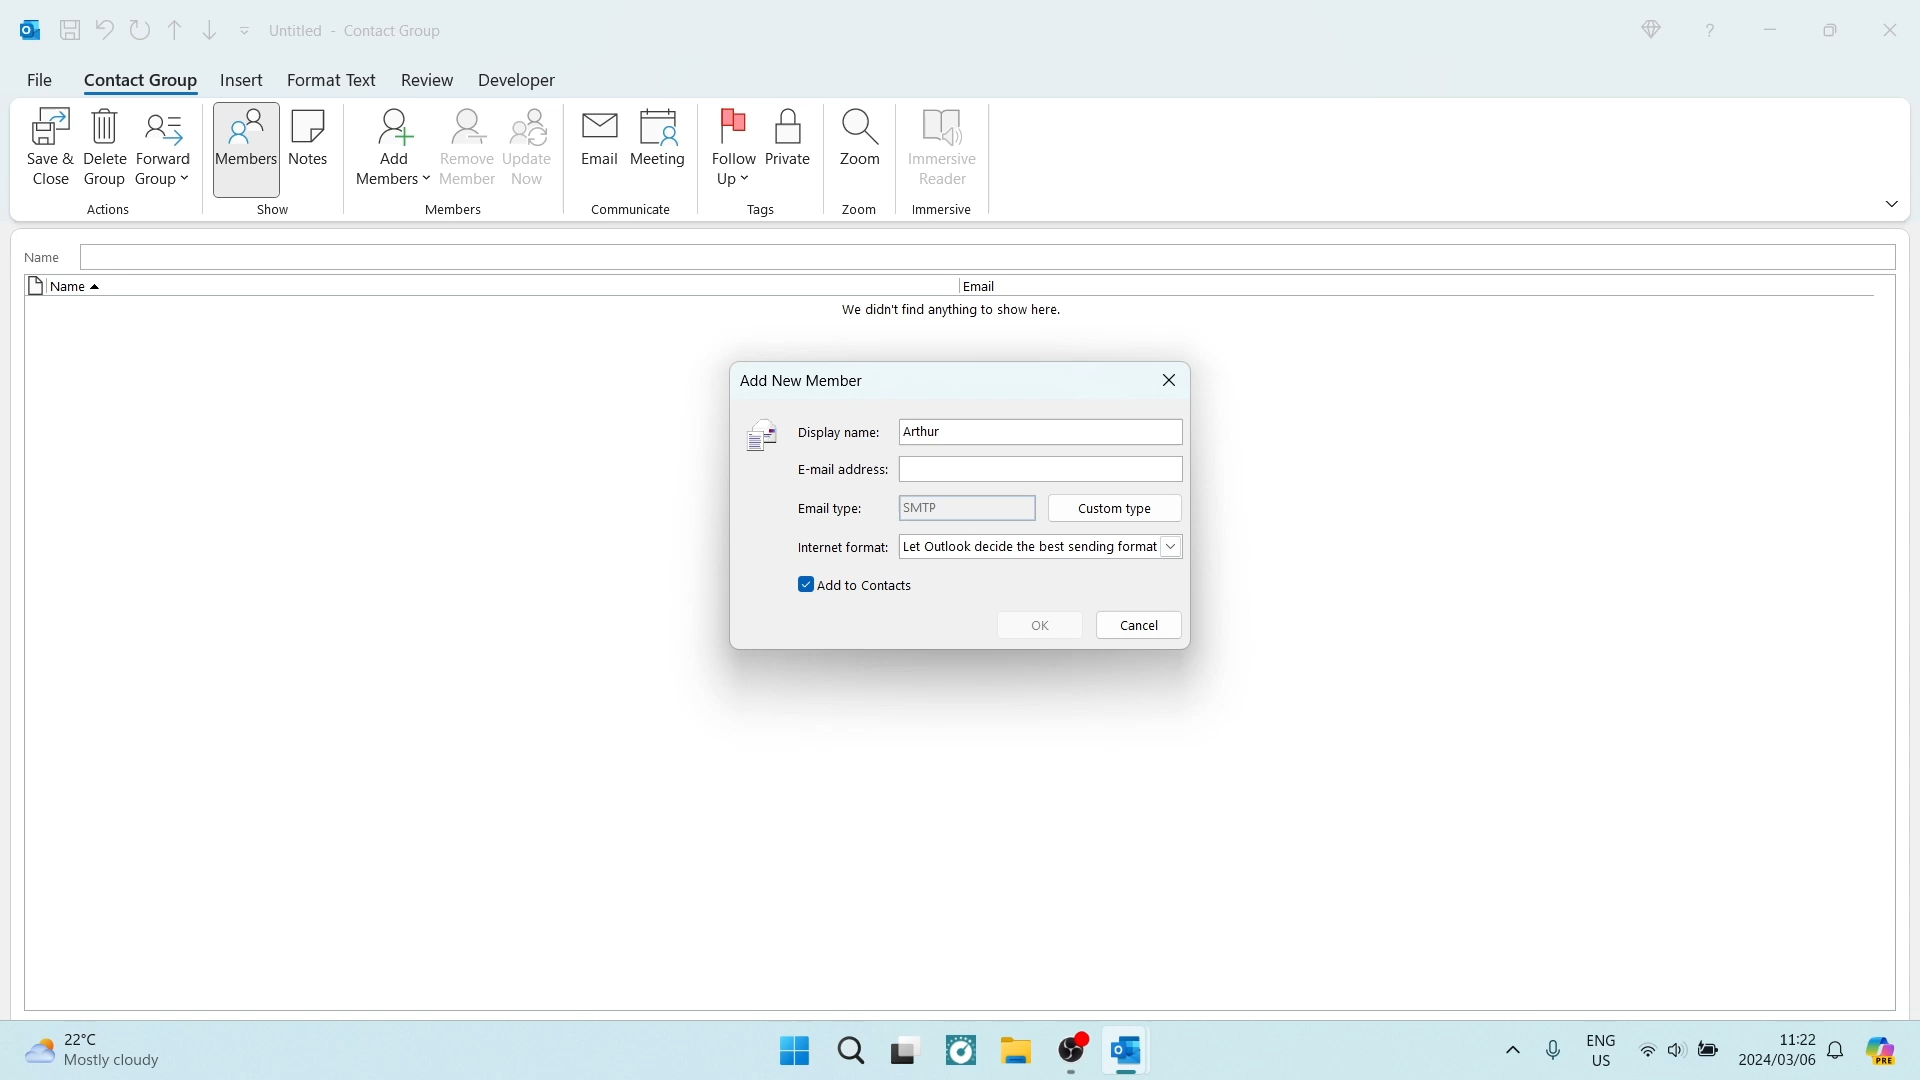 Untitled - Contact Group
?
File Contact Group Insert Format Text Review Developer
Save & Close
Delete Group
Forward Group
Actions
Members
Notes
Show
Add Members
Remove Member
Update Now
Members
Email
Meeting
Communicate
Follow Up
Private
Tags
Zoom
Zoom
Immersive Reader
Immersive
Name
Name Email
We didn't find anything to show here.
Add New Member
Display name: Arthur
E-mail address:
Email type: SMTP Custom type
Internet format: Let Outlook decide the best sending format
Add to Contacts
OK Cancel
22°C
Mostly cloudy
ENG
US
11:22
2024/03/06
PRE